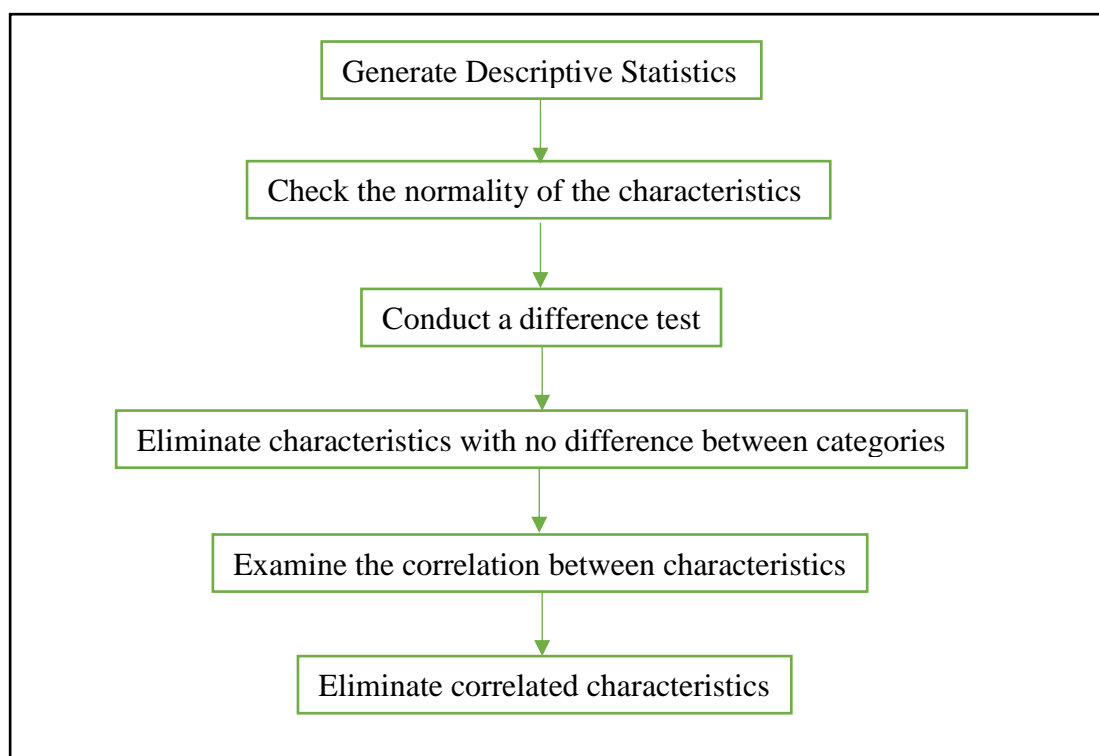 Generate Descriptive Statistics
Check the normality of the characteristics
Conduct a difference test
Eliminate characteristics with no difference between categories
Examine the correlation between characteristics
Eliminate correlated characteristics